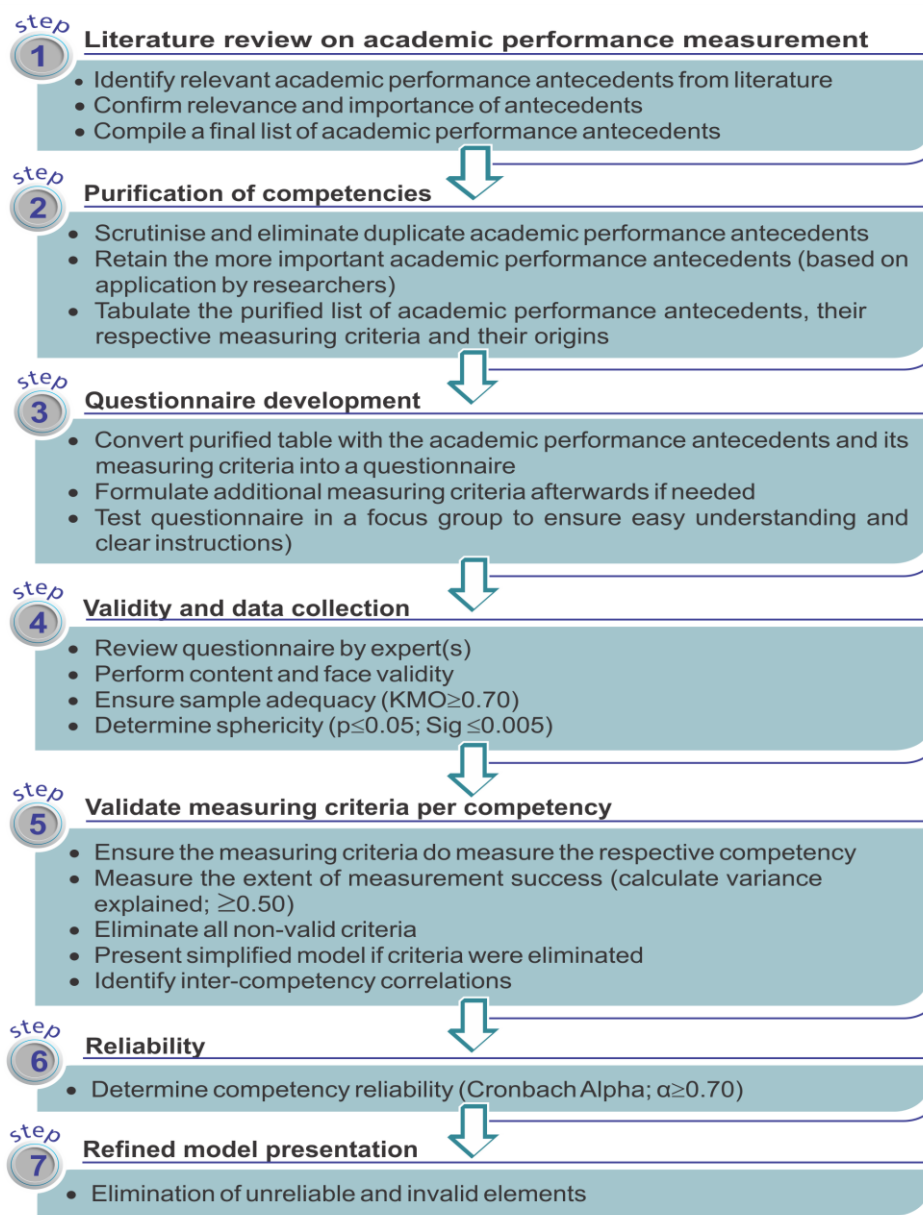 step
1
Literature review on academic performance measurement
• Identify relevant academic performance antecedents from literature
• Confirm relevance and importance of antecedents
• Compile a final list of academic performance antecedents
step
2
Purification of competencies
• Scrutinise and eliminate duplicate academic performance antecedents
• Retain the more important academic performance antecedents (based on
application by researchers)
• Tabulate the purified list of academic performance antecedents, their
respective measuring criteria and their origins
step
3
Questionnaire development
• Convert purified table with the academic performance antecedents and its
measuring criteria into a questionnaire
• Formulate additional measuring criteria afterwards if needed
• Test questionnaire in a focus group to ensure easy understanding and
clear instructions)
step
4
Validity and data collection
• Review questionnaire by expert(s)
• Perform content and face validity
• Ensure sample adequacy (KMO≥0.70)
• Determine sphericity (p≤0.05; Sig ≤0.005)
step
5
Validate measuring criteria per competency
• Ensure the measuring criteria do measure the respective competency
• Measure the extent of measurement success (calculate variance
explained; ≥0.50)
• Eliminate all non-valid criteria
• Present simplified model if criteria were eliminated
• Identify inter-competency correlations
step
6
Reliability
• Determine competency reliability (Cronbach Alpha; α≥0.70)
step
7
Refined model presentation
• Elimination of unreliable and invalid elements